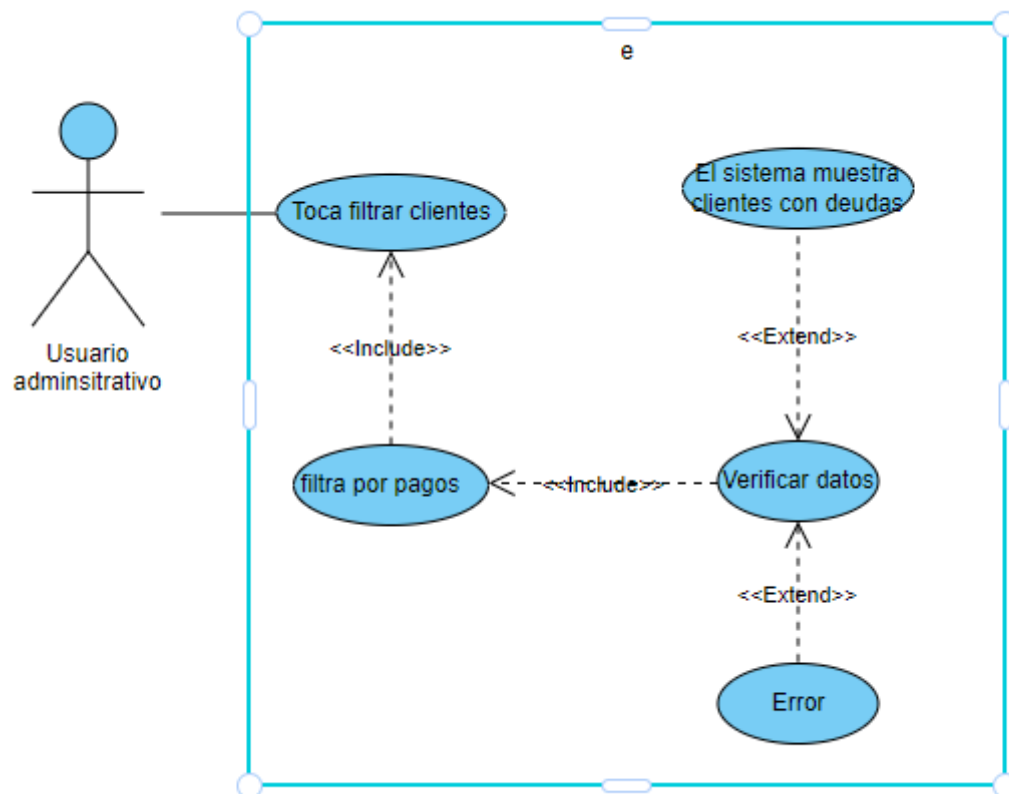 e
El sistema muestra
clientes con deudas
Toca filtrar clientes
<<Include>>
<<Extend>>
Usuario
adminsitrativo
filtra por pagos
<<Include>>
Verificar datos
<<Extend>>
Error